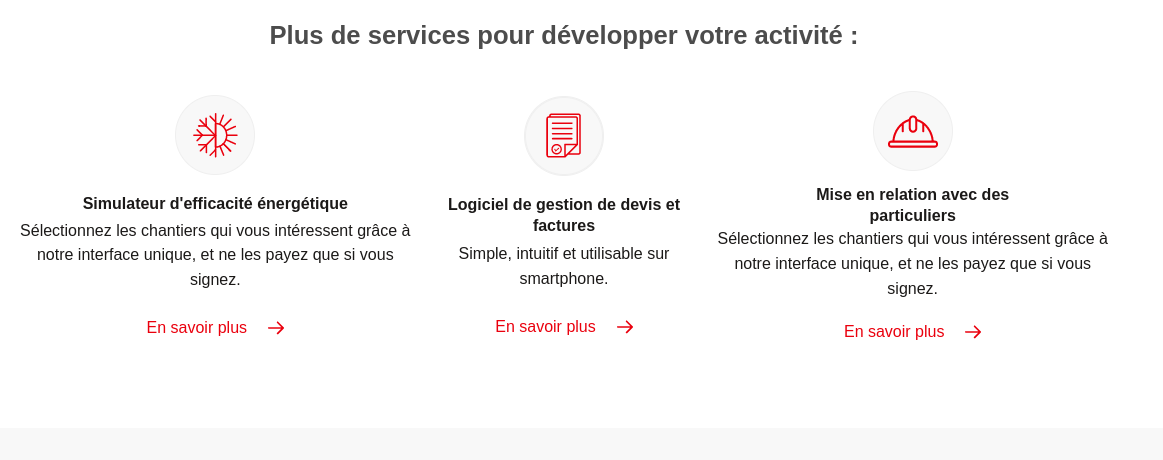 Plus de services pour développer votre activité :
Simulateur d'efficacité énergétique
Sélectionnez les chantiers qui vous intéressent grâce à
notre interface unique, et ne les payez que si vous
signez.
En savoir plus
Logiciel de gestion de devis et
factures
Simple, intuitif et utilisable sur
smartphone.
En savoir plus
Mise en relation avec des
particuliers
Sélectionnez les chantiers qui vous intéressent grâce à
notre interface unique, et ne les payez que si vous
signez.
En savoir plus